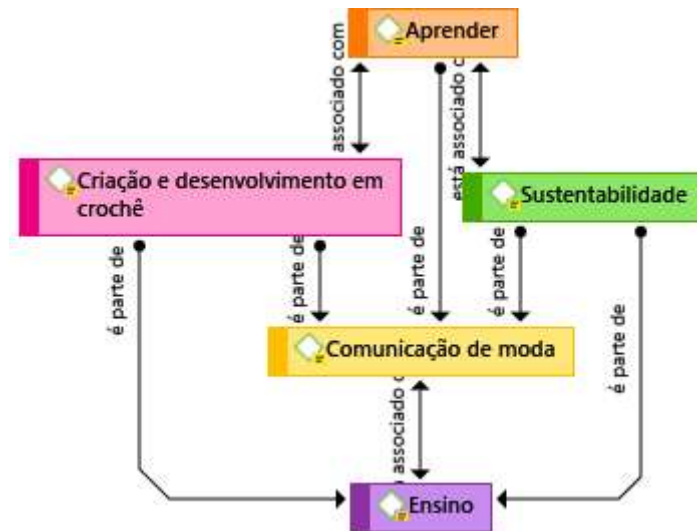 Aprender
associado com
está associado c
Criação e desenvolvimento em
crochê
Sustentabilidade
é parte de
é parte de
é parte de
é parte de
é parte de
Comunicação de moda
associado
Ensino